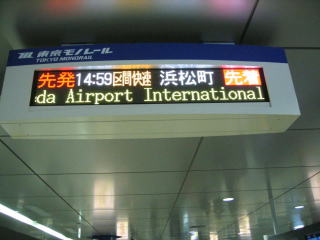 東京モノレール
TOKYO MONORAIL
先発 14:59 区間快速 浜松町 先着
da Airport International